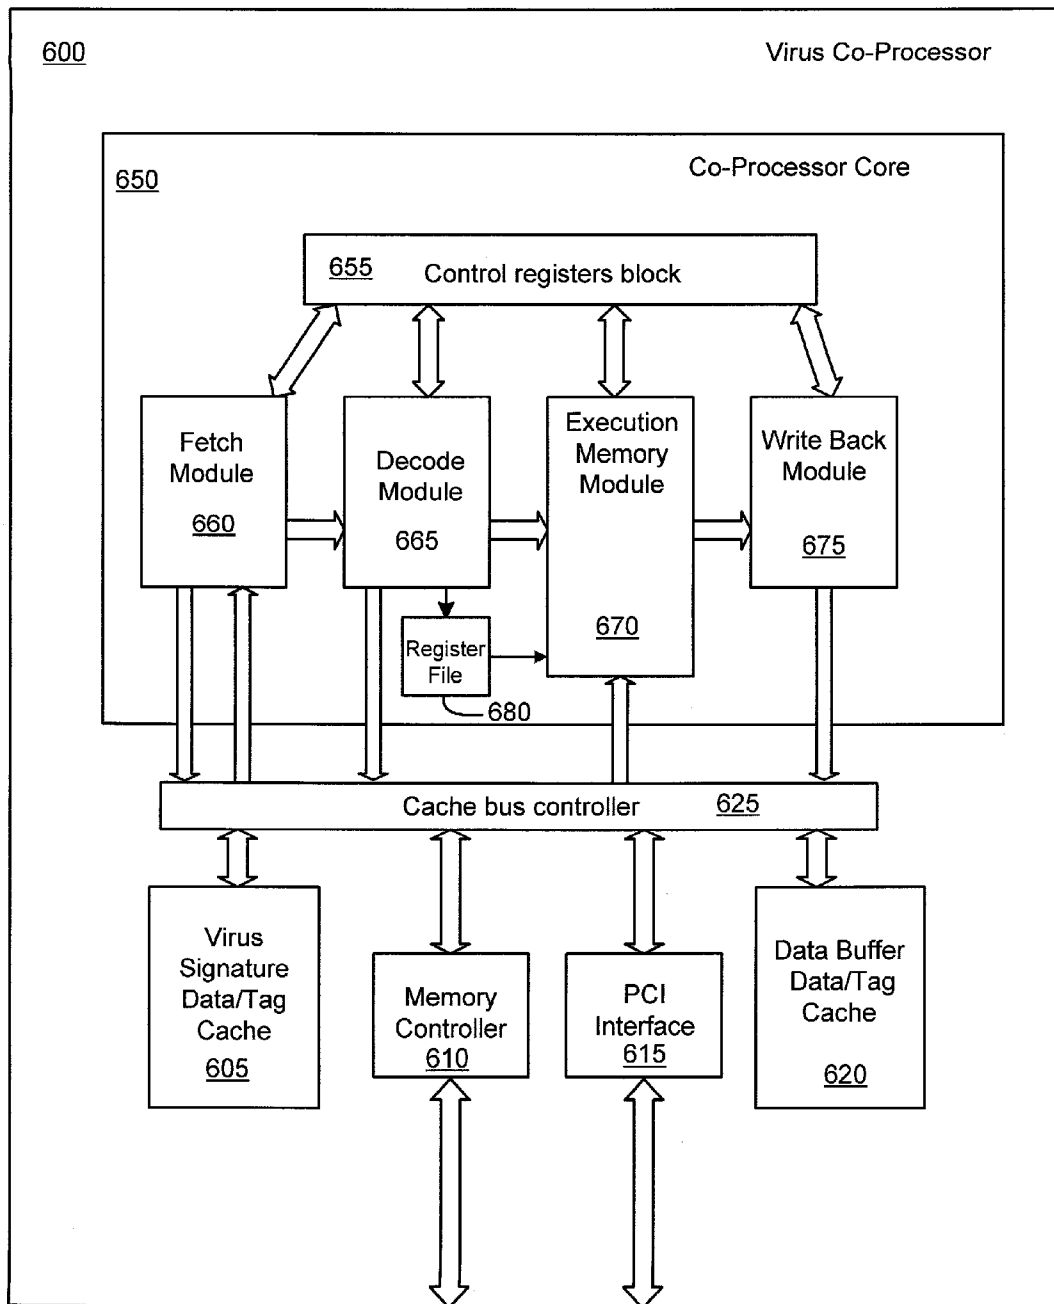 600
Virus Co-Processor
650
Co-Processor Core
655
Control registers block
Fetch
Module
660
Decode
Module
665
Execution
Memory
Module
670
Write Back
Module
675
Register
File
680
Cache bus controller
625
Virus
Signature
Data/Tag
Cache
605
Memory
Controller
610
PCI
Interface
615
Data Buffer
Data/Tag
Cache
620